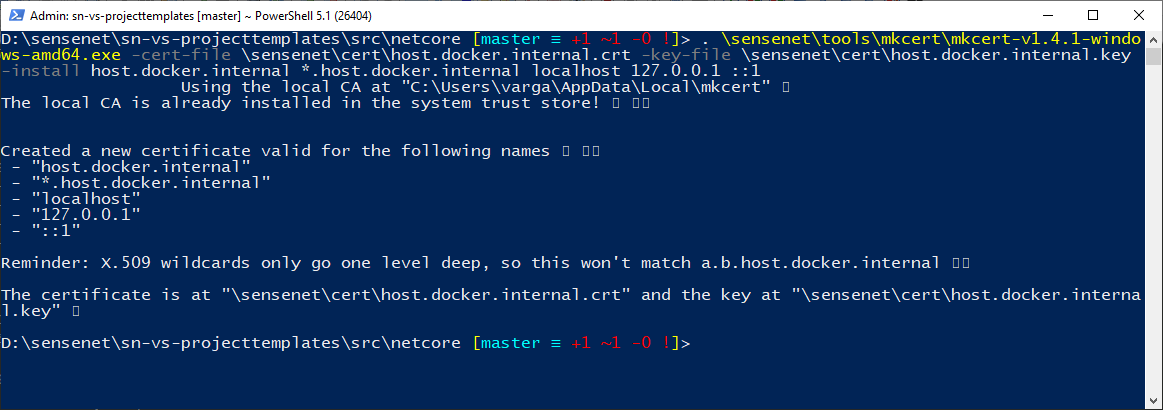 Admin: sn-vs-projecttemplates [master] ~ PowerShell 5.1 (26404)
D:\sensenet\sn-vs-projecttemplates\src\netcore [master ≡ +1 ~1 -0 !]> . \sensenet\tools\mkcert\mkcert-v1.4.1-windo
ws-amd64.exe -cert-file \sensenet\cert\host.docker.internal.crt -key-file \sensenet\cert\host.docker.internal.key
-install host.docker.internal *.host.docker.internal localhost 127.0.0.1 ::1
Using the local CA at "C:\Users\varga\AppData\Local\mkcert" ▯
The local CA is already installed in the system trust store! ▯ ▯▯
Created a new certificate valid for the following names ▯ ▯▯
- "host.docker.internal"
- "*.host.docker.internal"
- "localhost"
- "127.0.0.1"
- "::1"
Reminder: X.509 wildcards only go one level deep, so this won't match a.b.host.docker.internal ▯▯
The certificate is at "\sensenet\cert\host.docker.internal.crt" and the key at "\sensenet\cert\host.docker.interna
l.key" ▯
D:\sensenet\sn-vs-projecttemplates\src\netcore [master ≡ +1 ~1 -0 !]>